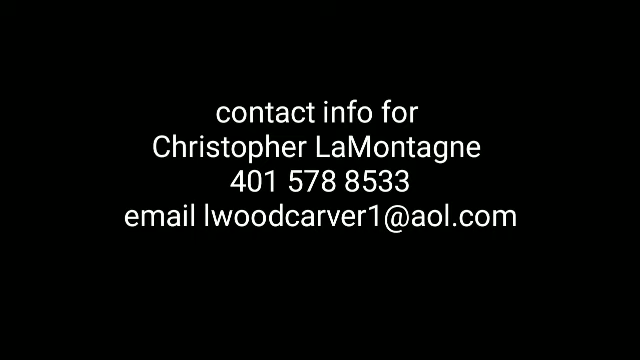 contact info for
Christopher LaMontagne
401 578 8533
email lwoodcarver1@aol.com